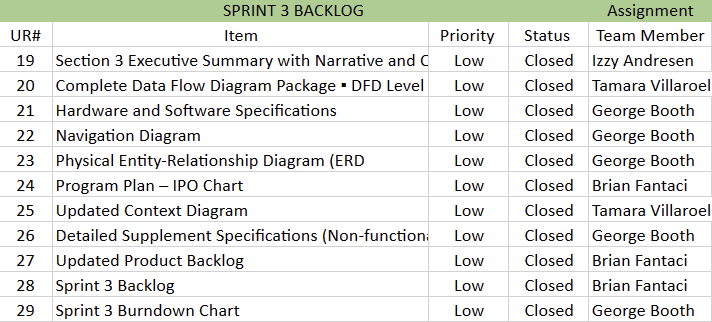 SPRINT 3 BACKLOG Assignment
UR# Item Priority Status Team Member
19 Section 3 Executive Summary with Narrative and Low Closed Izzy Andresen
20 Complete Data Flow Diagram Package ▪ DFD Level Low Closed Tamara Villaroel
21 Hardware and Software Specifications Low Closed George Booth
22 Navigation Diagram Low Closed George Booth
23 Physical Entity-Relationship Diagram (ERD Low Closed George Booth
24 Program Plan – IPO Chart Low Closed Brian Fantaci
25 Updated Context Diagram Low Closed Tamara Villaroel
26 Detailed Supplement Specifications (Non-functiona Low Closed George Booth
27 Updated Product Backlog Low Closed Brian Fantaci
28 Sprint 3 Backlog Low Closed Brian Fantaci
29 Sprint 3 Burndown Chart Low Closed George Booth